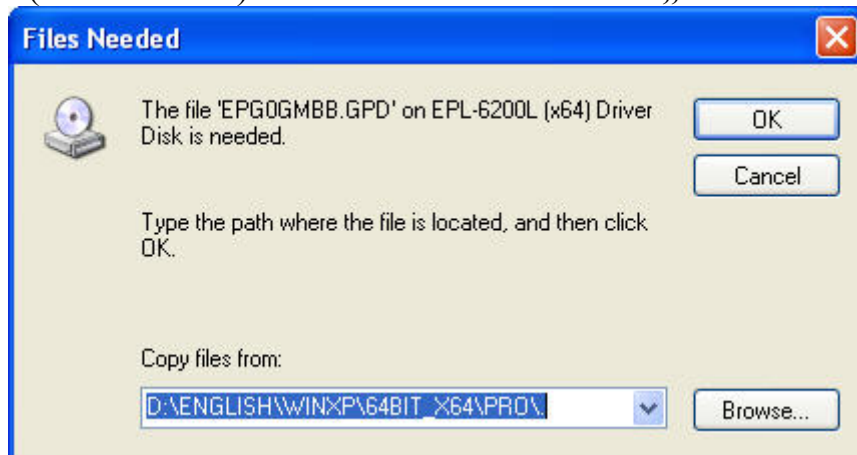 Files Needed
The file 'EPG0GMBB.GPD' on EPL-6200L (x64) Driver
Disk is needed.
OK
Cancel
Type the path where the file is located, and then click
OK.
Copy files from:
D:\ENGLISH\WINXP\64BIT_X64\PRO\.
Browse...